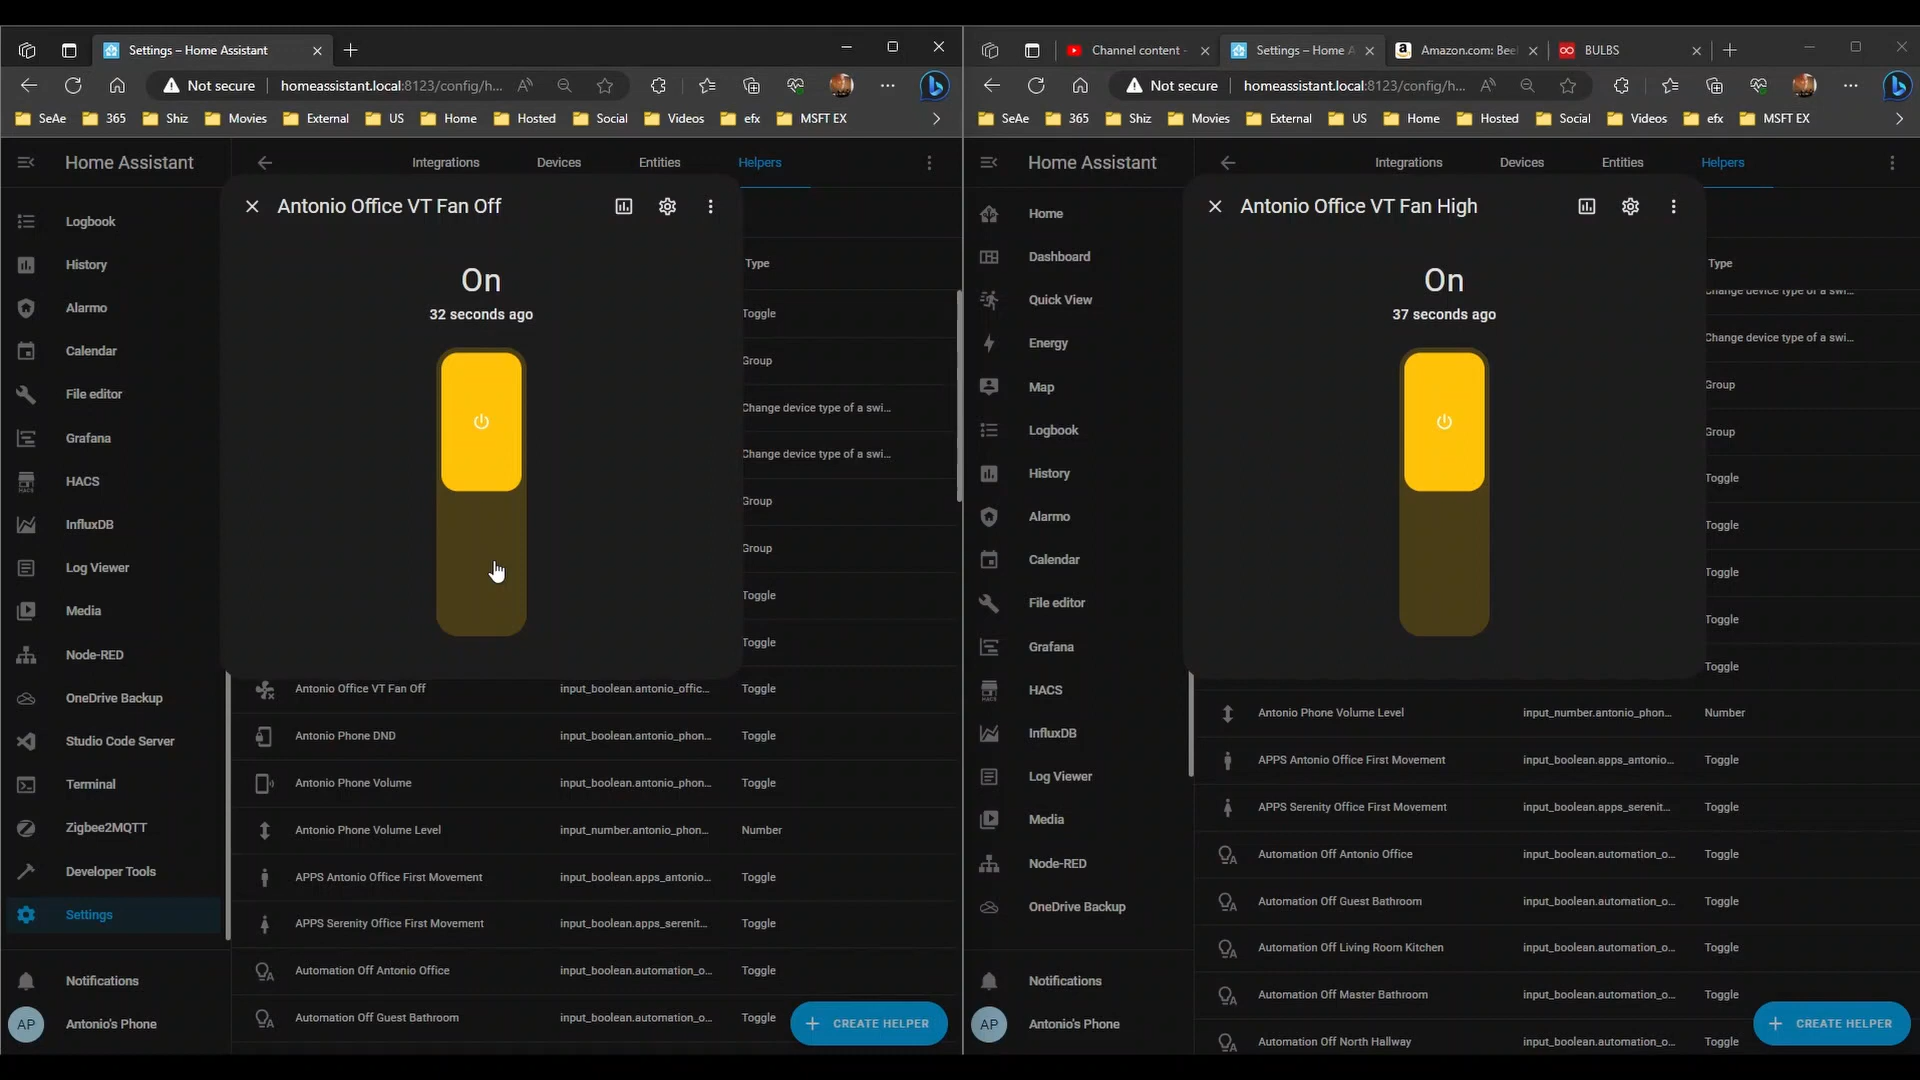 Settings – Home Assistant
Not secure
homeassistant.local:8123/config/h...
SeAe
365
Shiz
Movies
External
US
Home
Hosted
Social
Videos
efx
MSFT EX
Home Assistant
Integrations
Devices
Entities
Helpers
Logbook
History
Alarmo
Calendar
File editor
Grafana
HACS
InfluxDB
Log Viewer
Media
Node-RED
OneDrive Backup
Studio Code Server
Terminal
Zigbee2MQTT
Developer Tools
Settings
Notifications
AP
Antonio's Phone
Antonio Office VT Fan Off
On
32 seconds ago
Type
Toggle
Group
Change device type of a swi...
Change device type of a swi...
Group
Group
Toggle
Toggle
Antonio Office VT Fan Off input_boolean.antonio_offic... Toggle
Antonio Phone DND input_boolean.antonio_phon... Toggle
Antonio Phone Volume input_boolean.antonio_phon... Toggle
Antonio Phone Volume Level input_number.antonio_phon... Number
APPS Antonio Office First Movement input_boolean.apps_antonio... Toggle
APPS Serenity Office First Movement input_boolean.apps_serenit... Toggle
Automation Off Antonio Office input_boolean.automation_o... Toggle
Automation Off Guest Bathroom input_boolean.automation_o... Toggle
CREATE HELPER
Channel content -
Settings – Home A
Amazon.com: Beel
BULBS
Not secure
homeassistant.local:8123/config/h...
SeAe
365
Shiz
Movies
External
US
Home
Hosted
Social
Videos
efx
MSFT EX
Home Assistant
Integrations
Devices
Entities
Helpers
Home
Dashboard
Quick View
Energy
Map
Logbook
History
Alarmo
Calendar
File editor
Grafana
HACS
InfluxDB
Log Viewer
Media
Node-RED
OneDrive Backup
Notifications
AP
Antonio's Phone
Antonio Office VT Fan High
On
37 seconds ago
Type
Change device type of a swi...
Change device type of a swi...
Group
Group
Toggle
Toggle
Toggle
Toggle
Toggle
Antonio Phone Volume Level input_number.antonio_phon... Number
APPS Antonio Office First Movement input_boolean.apps_antonio... Toggle
APPS Serenity Office First Movement input_boolean.apps_serenit... Toggle
Automation Off Antonio Office input_boolean.automation_o... Toggle
Automation Off Guest Bathroom input_boolean.automation_o... Toggle
Automation Off Living Room Kitchen input_boolean.automation_o... Toggle
Automation Off Master Bathroom input_boolean.automation_o... Toggle
Automation Off North Hallway input_boolean.automation_o... Toggle
CREATE HELPER